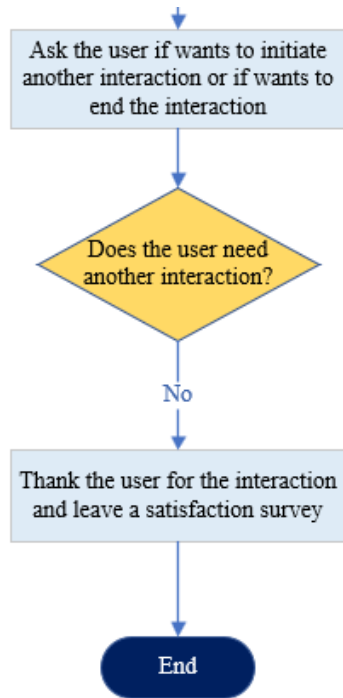 Ask the user if wants to initiate
another interaction or if wants to
end the interaction
Does the user need
another interaction?
No
Thank the user for the interaction
and leave a satisfaction survey
End